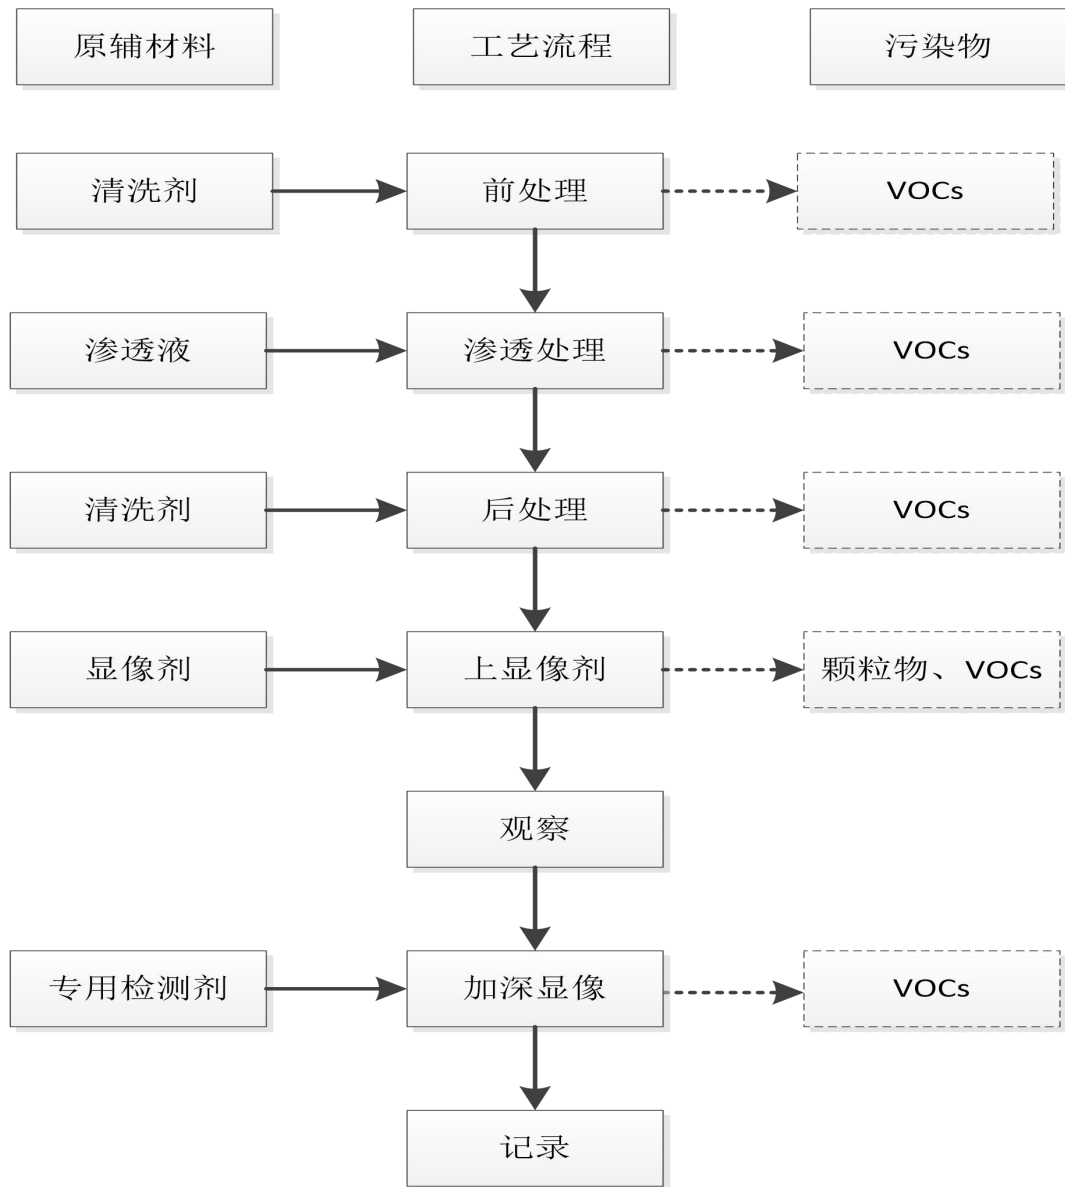 原辅材料
工艺流程
污染物
清洗剂
前处理
VOCs
渗透液
渗透处理
VOCs
清洗剂
后处理
VOCs
显像剂
上显像剂
颗粒物、VOCs
观察
专用检测剂
加深显像
VOCs
记录